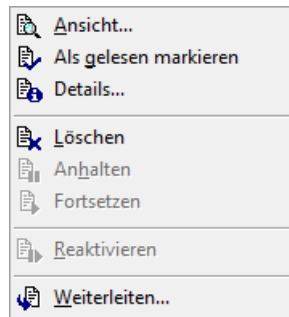 Ansicht...
Als gelesen markieren
Details...
Löschen
Anhalten
Fortsetzen
Reaktivieren
Weiterleiten...